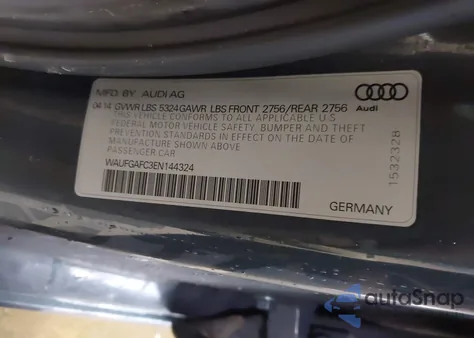 MFD. BY AUDI AG
04.14 GVWR LBS 5324 GAWR LBS FRONT 2756/REAR 2756
THIS VEHICLE CONFORMS TO ALL APPLICABLE U.S
FEDERAL MOTOR VEHICLE SAFETY, BUMPER AND THEFT
PREVENTION STANDARDS IN EFFECT ON THE DATE OF
MANUFACTURE SHOWN ABOVE
PASSENGER CAR
WAUFGAFC3EN144324
Audi
1532328
GERMANY
autoSnap